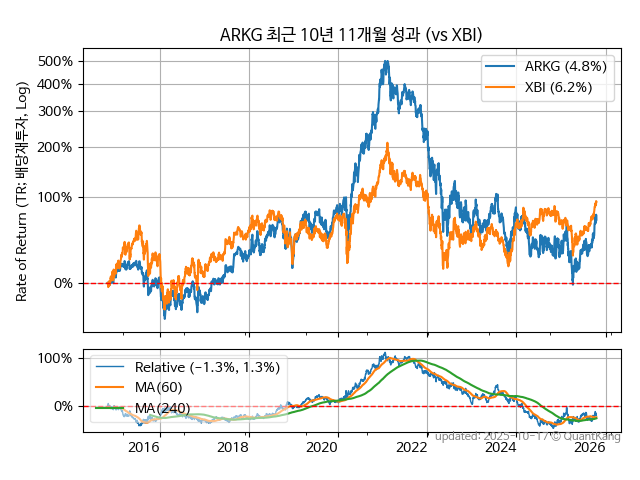 ARKG 최근 10년 11개월 성과 (vs XBI)
Rate of Return (TR: 배당재투자, Log)
500%
400%
300%
200%
100%
0%
ARKG (4.8%)
XBI (6.2%)
100%
0%
Relative (−1.3%, 1.3%)
MA(60)
MA(240)
2016
2018
2020
2022
2024
2026
updated: 2025-10-17 © QuantKang